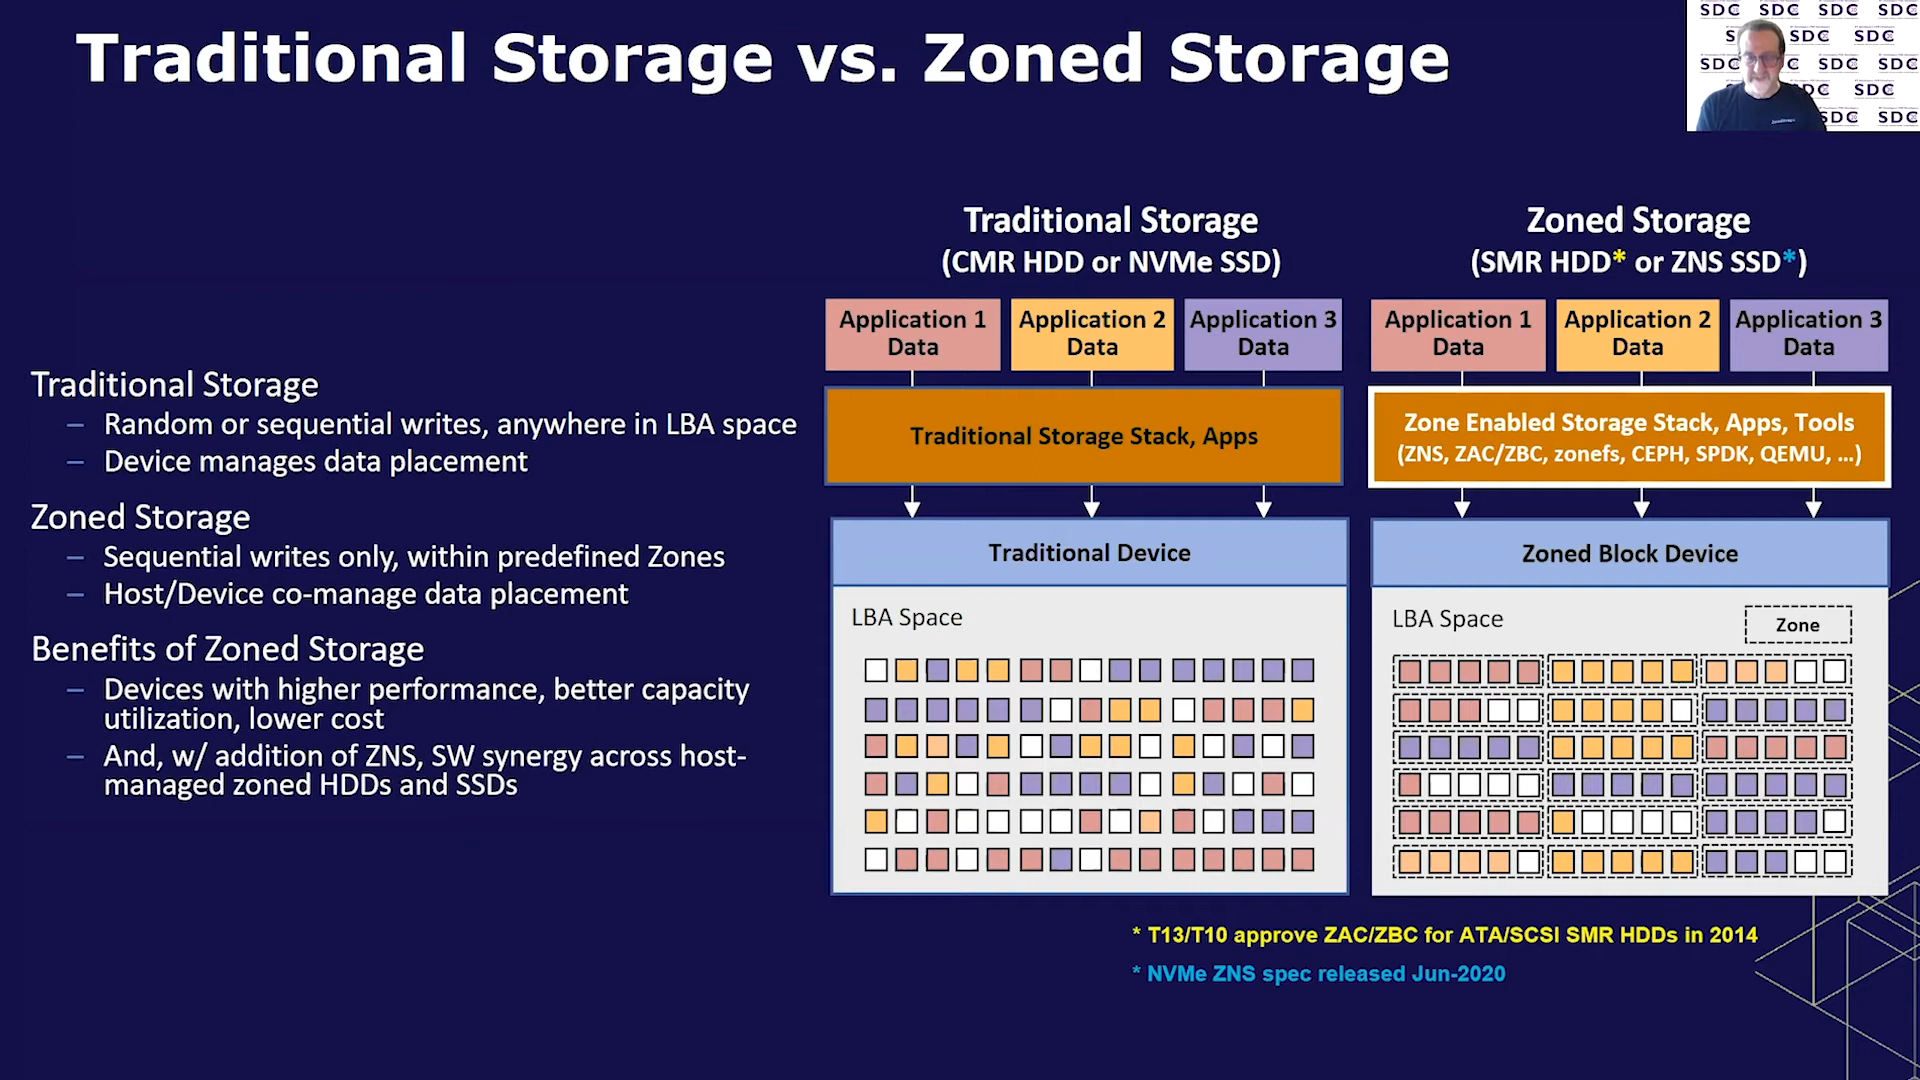 Traditional Storage vs. Zoned Storage
SDC SDC SDC SDC
S SDC SDC
SDC SDC SDC
DC SDC
SDC SDC
Traditional Storage
– Random or sequential writes, anywhere in LBA space
– Device manages data placement
Zoned Storage
– Sequential writes only, within predefined Zones
– Host/Device co-manage data placement
Benefits of Zoned Storage
– Devices with higher performance, better capacity
utilization, lower cost
– And, w/ addition of ZNS, SW synergy across host-
managed zoned HDDs and SSDs
Traditional Storage
(CMR HDD or NVMe SSD)
Application 1
Data
Application 2
Data
Application 3
Data
Traditional Storage Stack, Apps
Traditional Device
LBA Space
Zoned Storage
(SMR HDD* or ZNS SSD*)
Application 1
Data
Application 2
Data
Application 3
Data
Zone Enabled Storage Stack, Apps, Tools
(ZNS, ZAC/ZBC, zonefs, CEPH, SPDK, QEMU, ...)
Zoned Block Device
LBA Space
Zone
* T13/T10 approve ZAC/ZBC for ATA/SCSI SMR HDDs in 2014
* NVMe ZNS spec released Jun-2020